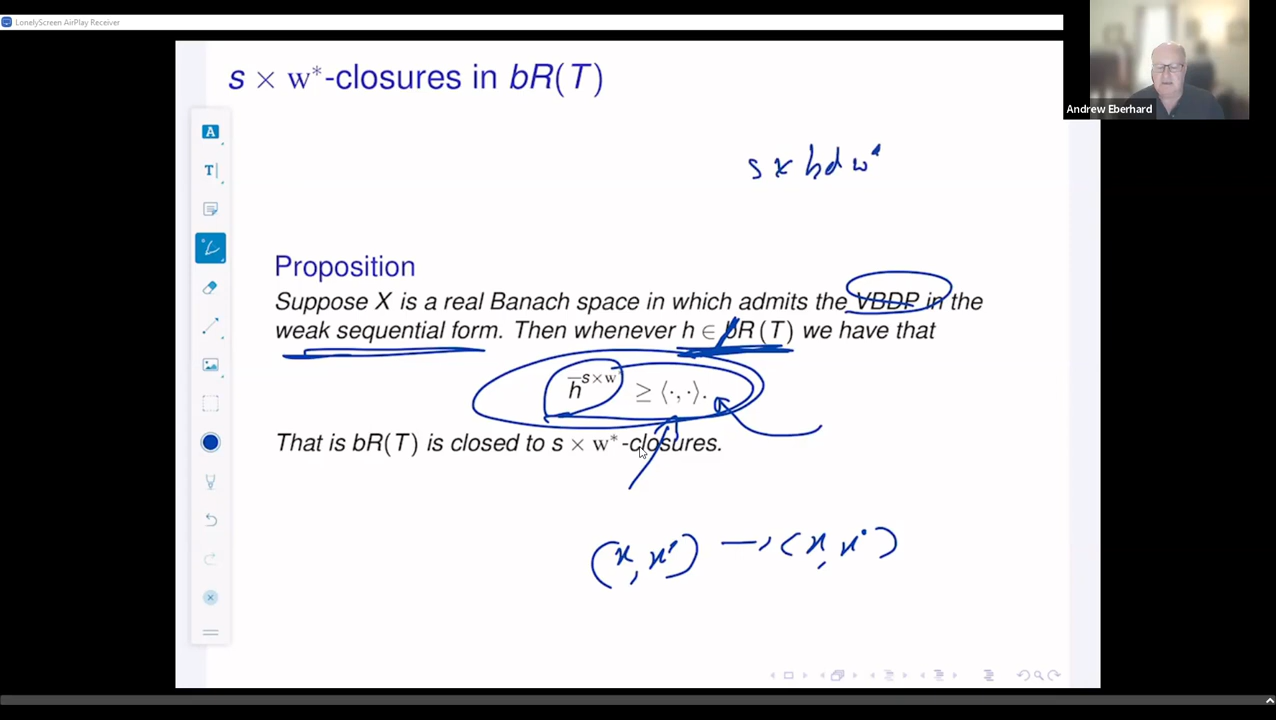 LonelyScreen AirPlay Receiver
Andrew Eberhard
s × w*-closures in bR(T)
s × bd w*
Proposition
Suppose X is a real Banach space in which admits the VBDP in the
weak sequential form. Then whenever h ∈ bR (T) we have that
h̅^{s×w*} ≥ ⟨·, ·⟩.
That is bR(T) is closed to s × w*-closures.
(x, x*) → (x, x*)
A
T